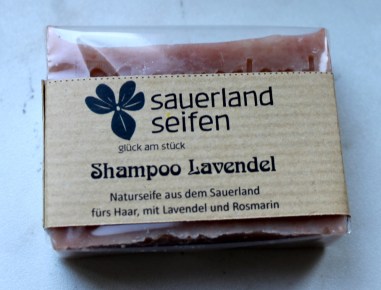 sauerland
seifen
glück am stück
Shampoo Lavendel
Naturseife aus dem Sauerland
fürs Haar, mit Lavendel und Rosmarin